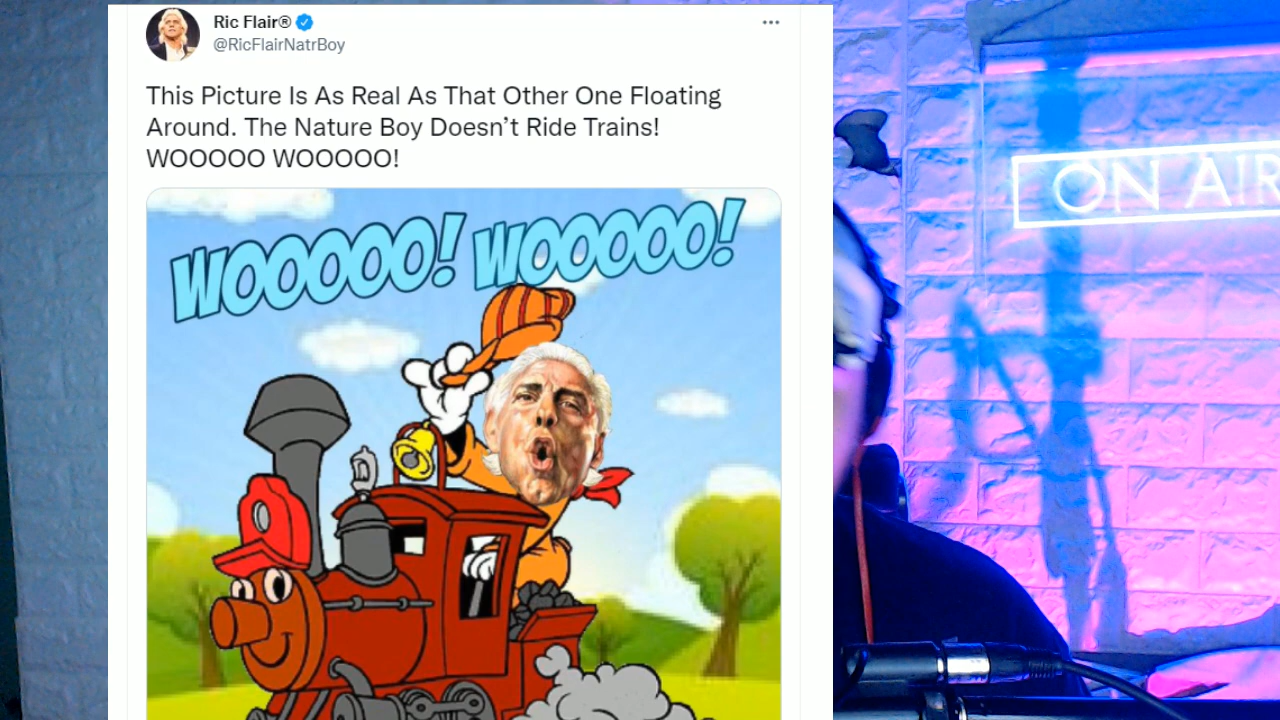 Ric Flair®
@RicFlairNatrBoy
This Picture Is As Real As That Other One Floating
Around. The Nature Boy Doesn’t Ride Trains!
WOOOOO WOOOOO!
WOOOOO! WOOOOO!
ON AIR